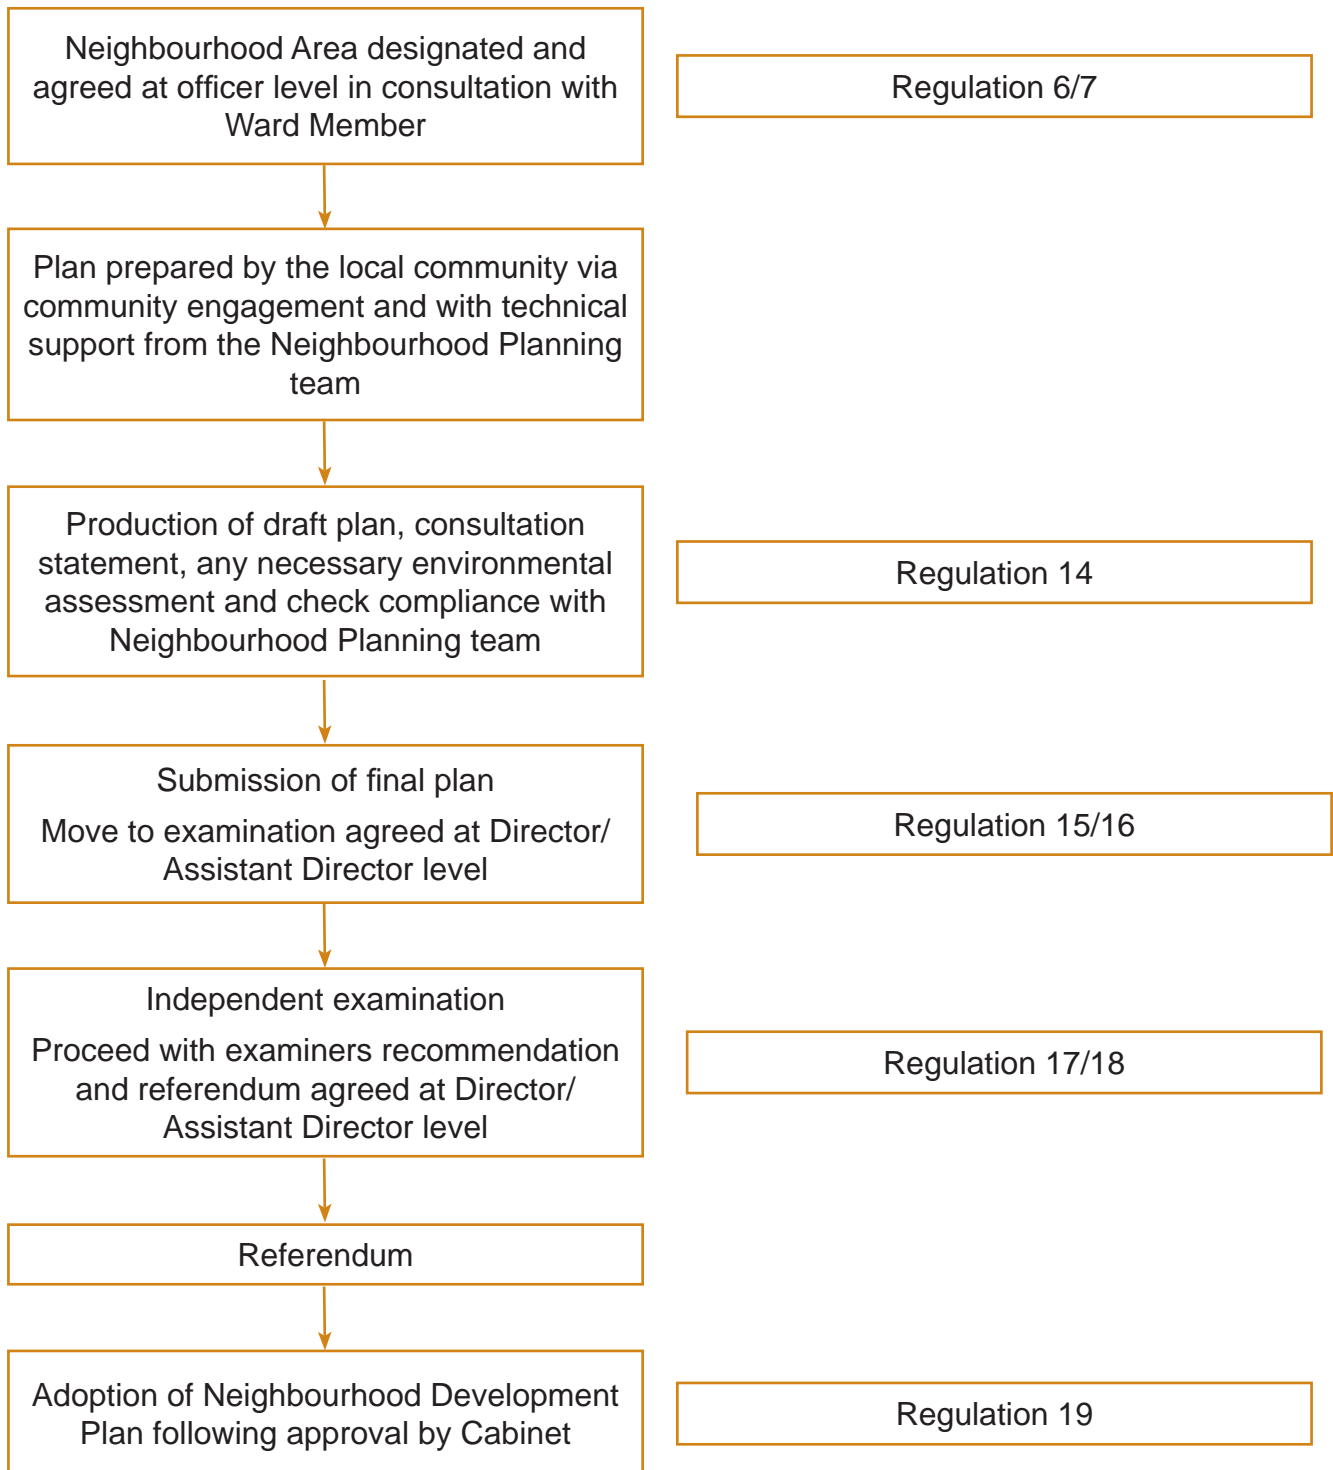 Neighbourhood Area designated and
agreed at officer level in consultation with
Ward Member
Regulation 6/7
Plan prepared by the local community via
community engagement and with technical
support from the Neighbourhood Planning
team
Production of draft plan, consultation
statement, any necessary environmental
assessment and check compliance with
Neighbourhood Planning team
Regulation 14
Submission of final plan
Move to examination agreed at Director/
Assistant Director level
Regulation 15/16
Independent examination
Proceed with examiners recommendation
and referendum agreed at Director/
Assistant Director level
Regulation 17/18
Referendum
Adoption of Neighbourhood Development
Plan following approval by Cabinet
Regulation 19